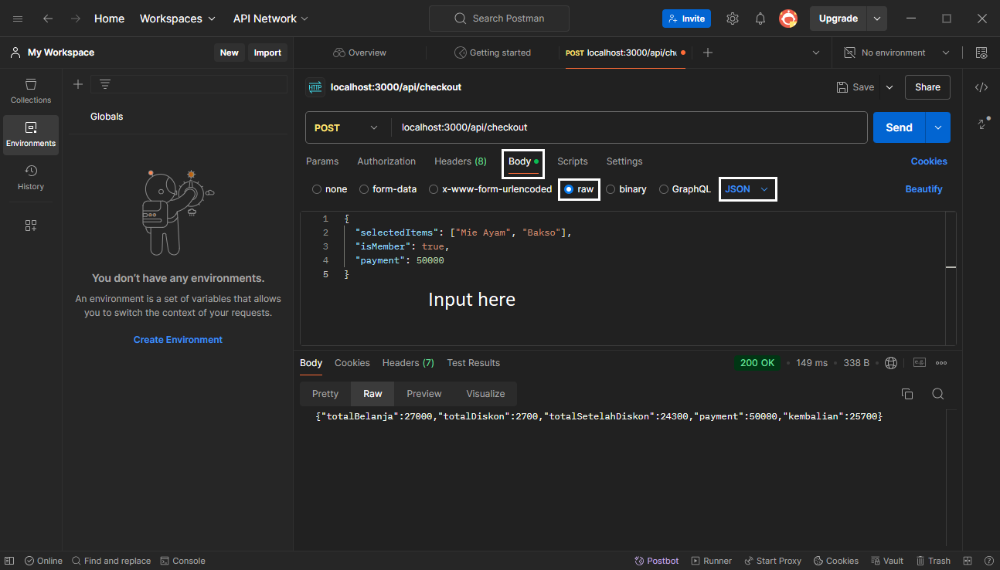 Home Workspaces API Network Search Postman Invite Upgrade
My Workspace New Import Overview Getting started POST localhost:3000/api/che No environment
Collections
Environments
History
Globals
You don't have any environments.
An environment is a set of variables that allows
you to switch the context of your requests.
Create Environment
HTTP localhost:3000/api/checkout Save Share
POST localhost:3000/api/checkout Send
Params Authorization Headers (8) Body Scripts Settings Cookies
none form-data x-www-form-urlencoded raw binary GraphQL JSON Beautify
1 {
2 "selectedItems": ["Mie Ayam", "Bakso"],
3 "isMember": true,
4 "payment": 50000
5 }
Input here
Body Cookies Headers (7) Test Results 200 OK 149 ms 338 B e.g.
Pretty Raw Preview Visualize
{"totalBelanja":27000,"totalDiskon":2700,"totalSetelahDiskon":24300,"payment":50000,"kembalian":25700}
Online Find and replace Console Postbot Runner Start Proxy Cookies Vault Trash